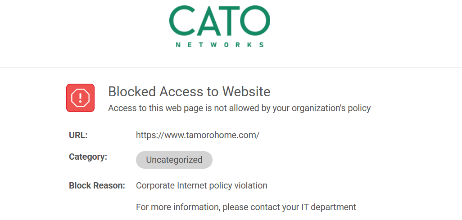 CATO
NETWORKS
Blocked Access to Website
Access to this web page is not allowed by your organization's policy
URL: https://www.tamorohome.com/
Category: Uncategorized
Block Reason: Corporate Internet policy violation
For more information, please contact your IT department